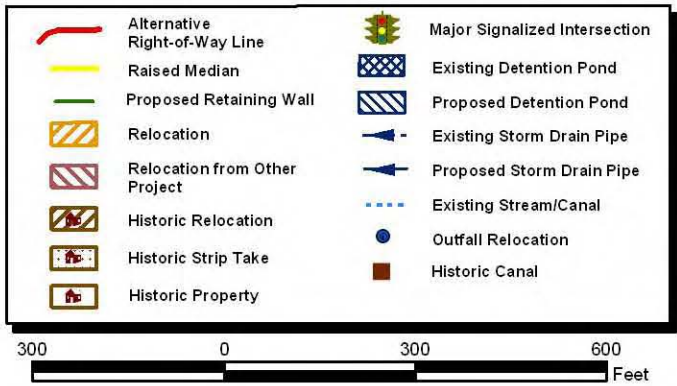 Alternative
Right-of-Way Line
Raised Median
Proposed Retaining Wall
Relocation
Relocation from Other
Project
Historic Relocation
Historic Strip Take
Historic Property
Major Signalized Intersection
Existing Detention Pond
Proposed Detention Pond
Existing Storm Drain Pipe
Proposed Storm Drain Pipe
Existing Stream/Canal
Outfall Relocation
Historic Canal
300 0 300 600
Feet